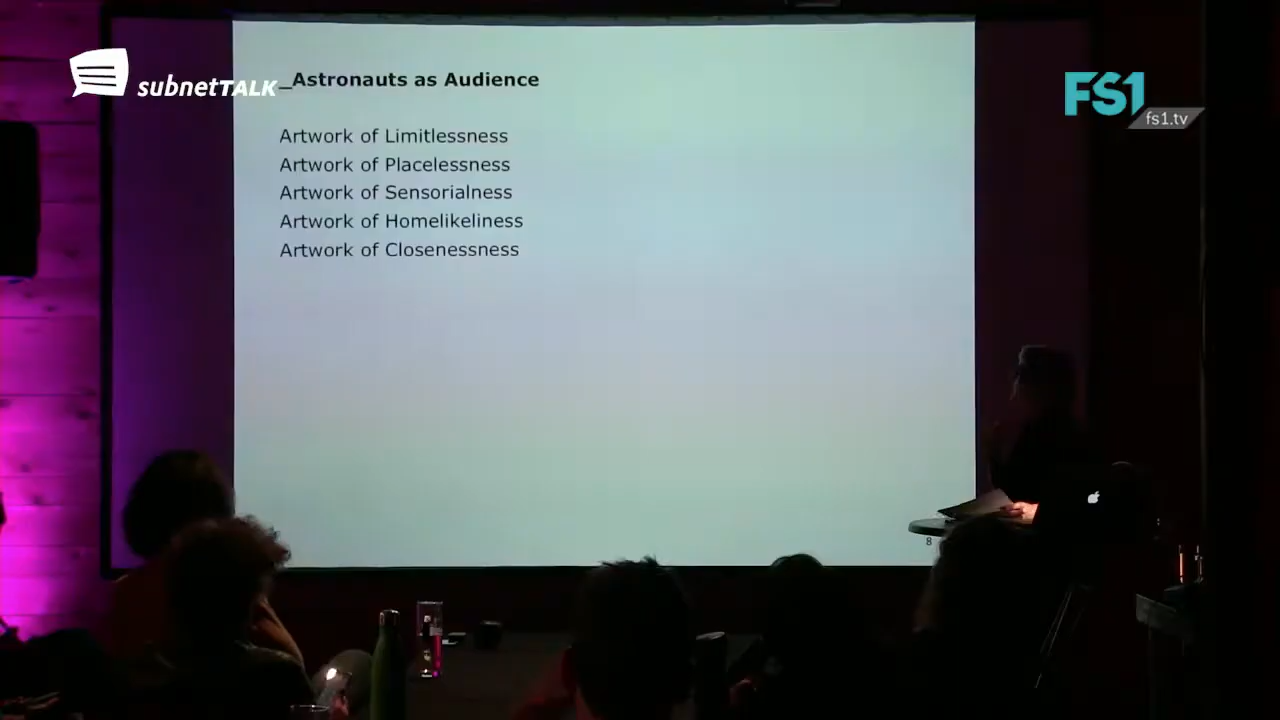 subnetTALK
_Astronauts as Audience
FS1
fs1.tv
Artwork of Limitlessness
Artwork of Placelessness
Artwork of Sensorialness
Artwork of Homelikeliness
Artwork of Closenessness
8